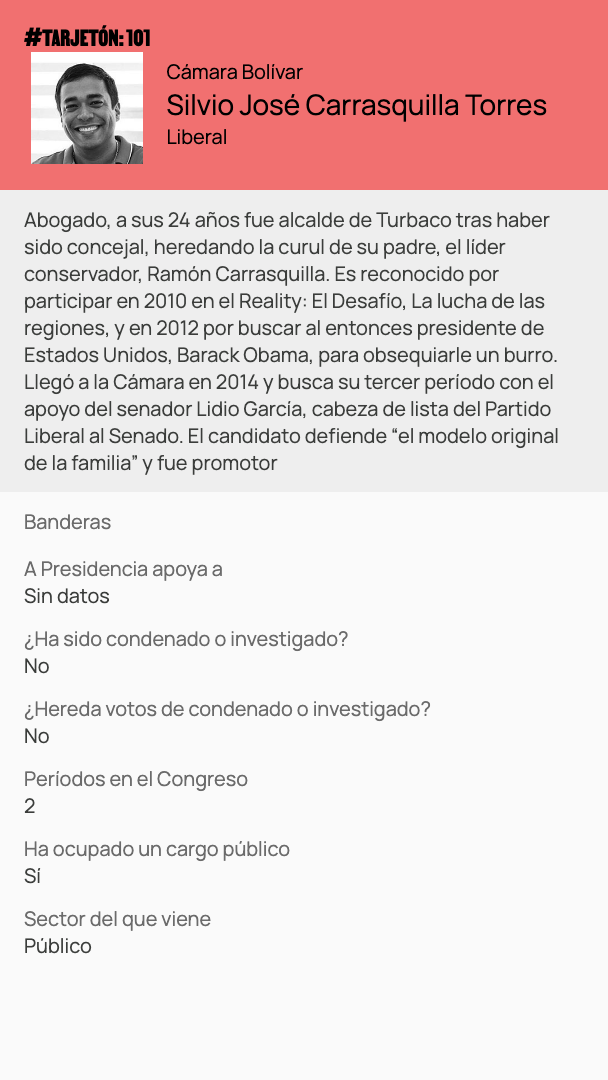 #TARJETÓN: 101
Cámara Bolívar
Silvio José Carrasquilla Torres
Liberal
Abogado, a sus 24 años fue alcalde de Turbaco tras haber
sido concejal, heredando la curul de su padre, el líder
conservador, Ramón Carrasquilla. Es reconocido por
participar en 2010 en el Reality: El Desafío, La lucha de las
regiones, y en 2012 por buscar al entonces presidente de
Estados Unidos, Barack Obama, para obsequiarle un burro.
Llegó a la Cámara en 2014 y busca su tercer período con el
apoyo del senador Lidio García, cabeza de lista del Partido
Liberal al Senado. El candidato defiende “el modelo original
de la familia” y fue promotor
Banderas
A Presidencia apoya a
Sin datos
¿Ha sido condenado o investigado?
No
¿Hereda votos de condenado o investigado?
No
Períodos en el Congreso
2
Ha ocupado un cargo público
Sí
Sector del que viene
Público